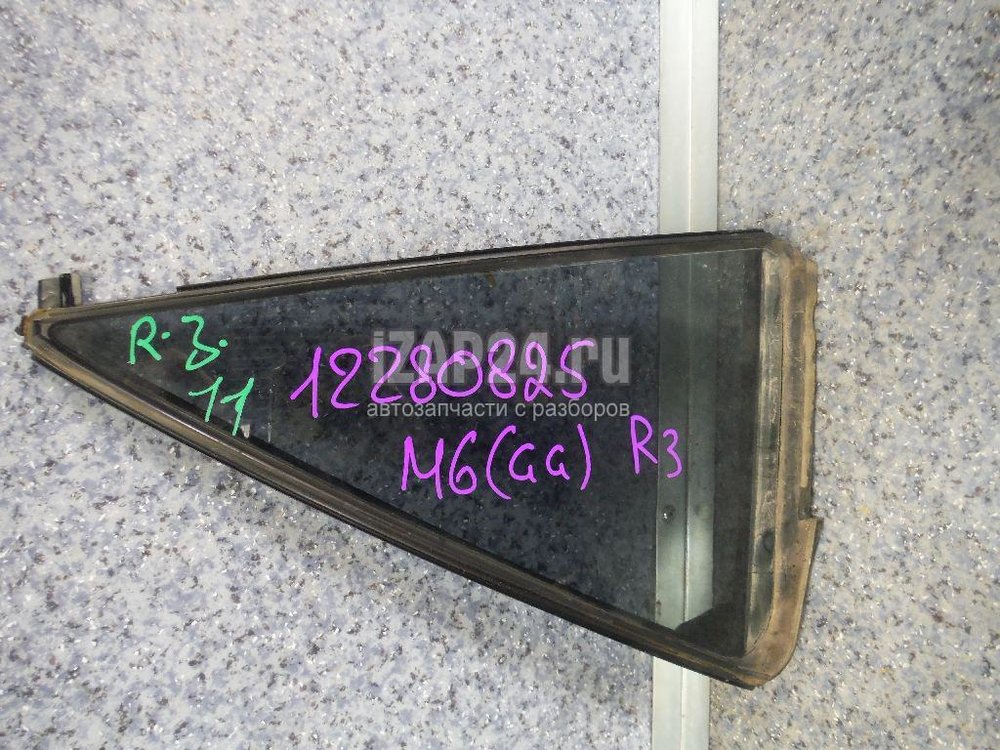 R.З.
11
12280825
M6(GG) R3
iZAP24.ru
автозапчасти с разборов